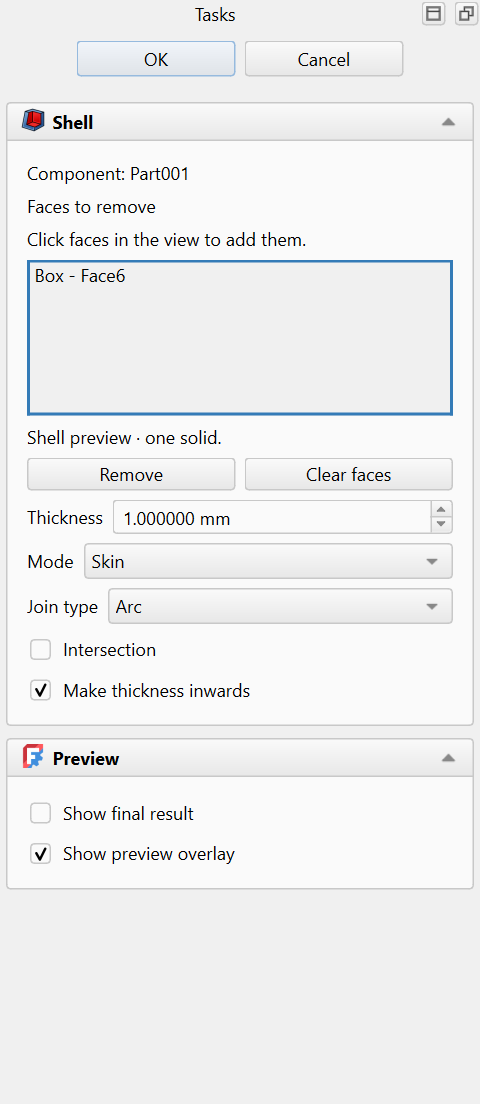 Tasks
OK Cancel
Shell
Component: Part001
Faces to remove
Click faces in the view to add them.
Box - Face6
Shell preview · one solid.
Remove Clear faces
Thickness 1.000000 mm
Mode Skin
Join type Arc
Intersection
Make thickness inwards
Preview
Show final result
Show preview overlay